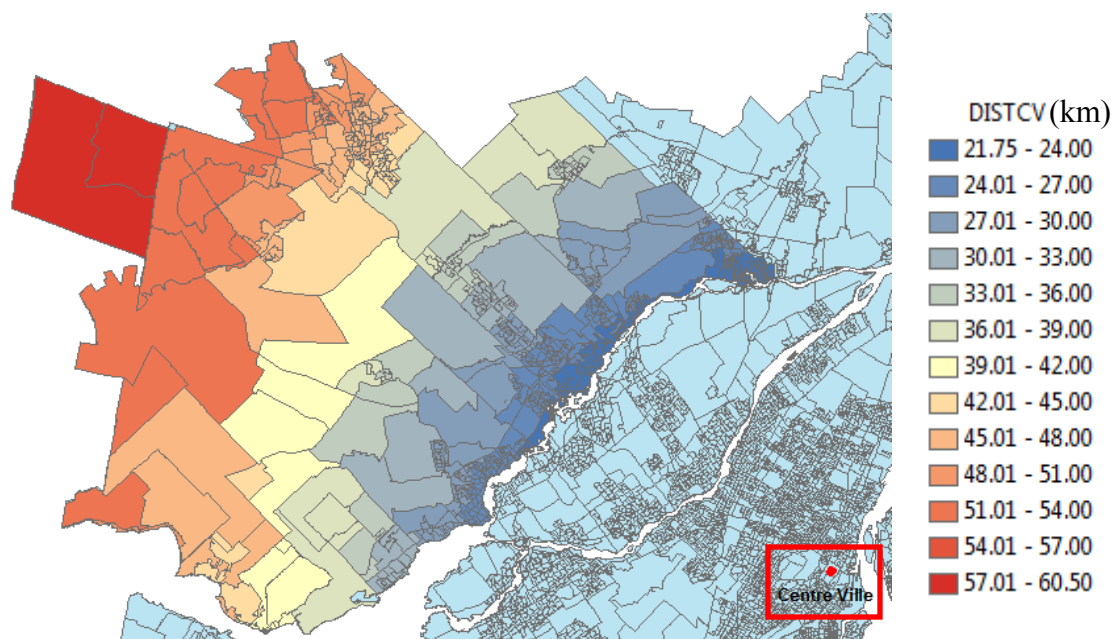 DISTCV (km)
21.75 - 24.00
24.01 - 27.00
27.01 - 30.00
30.01 - 33.00
33.01 - 36.00
36.01 - 39.00
39.01 - 42.00
42.01 - 45.00
45.01 - 48.00
48.01 - 51.00
51.01 - 54.00
54.01 - 57.00
57.01 - 60.50
Centre Ville